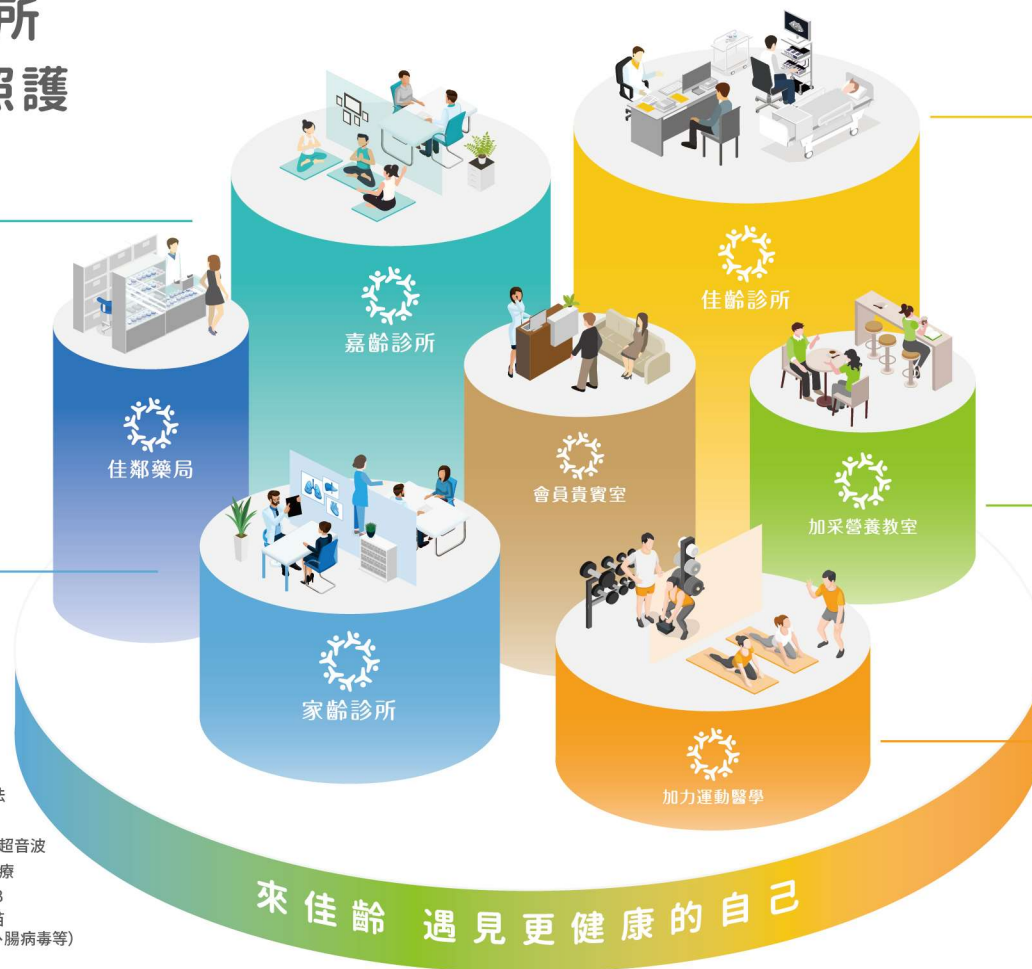 所
照護
嘉齡診所
佳齡診所
佳鄰藥局
會員貴賓室
加采營養教室
家齡診所
加力運動醫學
法
超音波
療
苗
、腸病毒等)
來佳齡 遇見更健康的自己